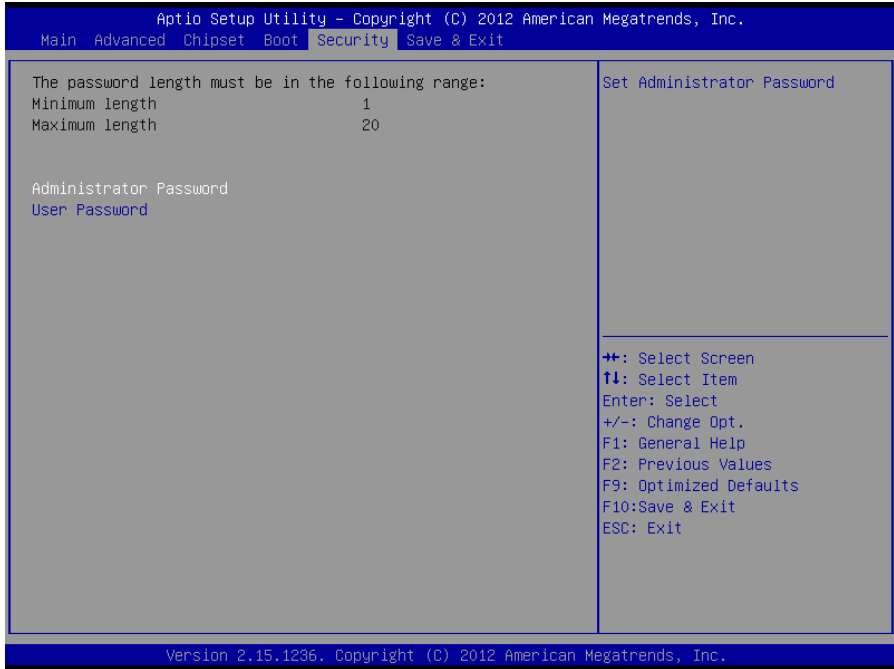 Aptio Setup Utility – Copyright (C) 2012 American Megatrends, Inc.
Main Advanced Chipset Boot Security Save & Exit
The password length must be in the following range:
Minimum length 1
Maximum length 20
Administrator Password
User Password
Set Administrator Password
→←: Select Screen
↑↓: Select Item
Enter: Select
+/-: Change Opt.
F1: General Help
F2: Previous Values
F9: Optimized Defaults
F10:Save & Exit
ESC: Exit
Version 2.15.1236. Copyright (C) 2012 American Megatrends, Inc.